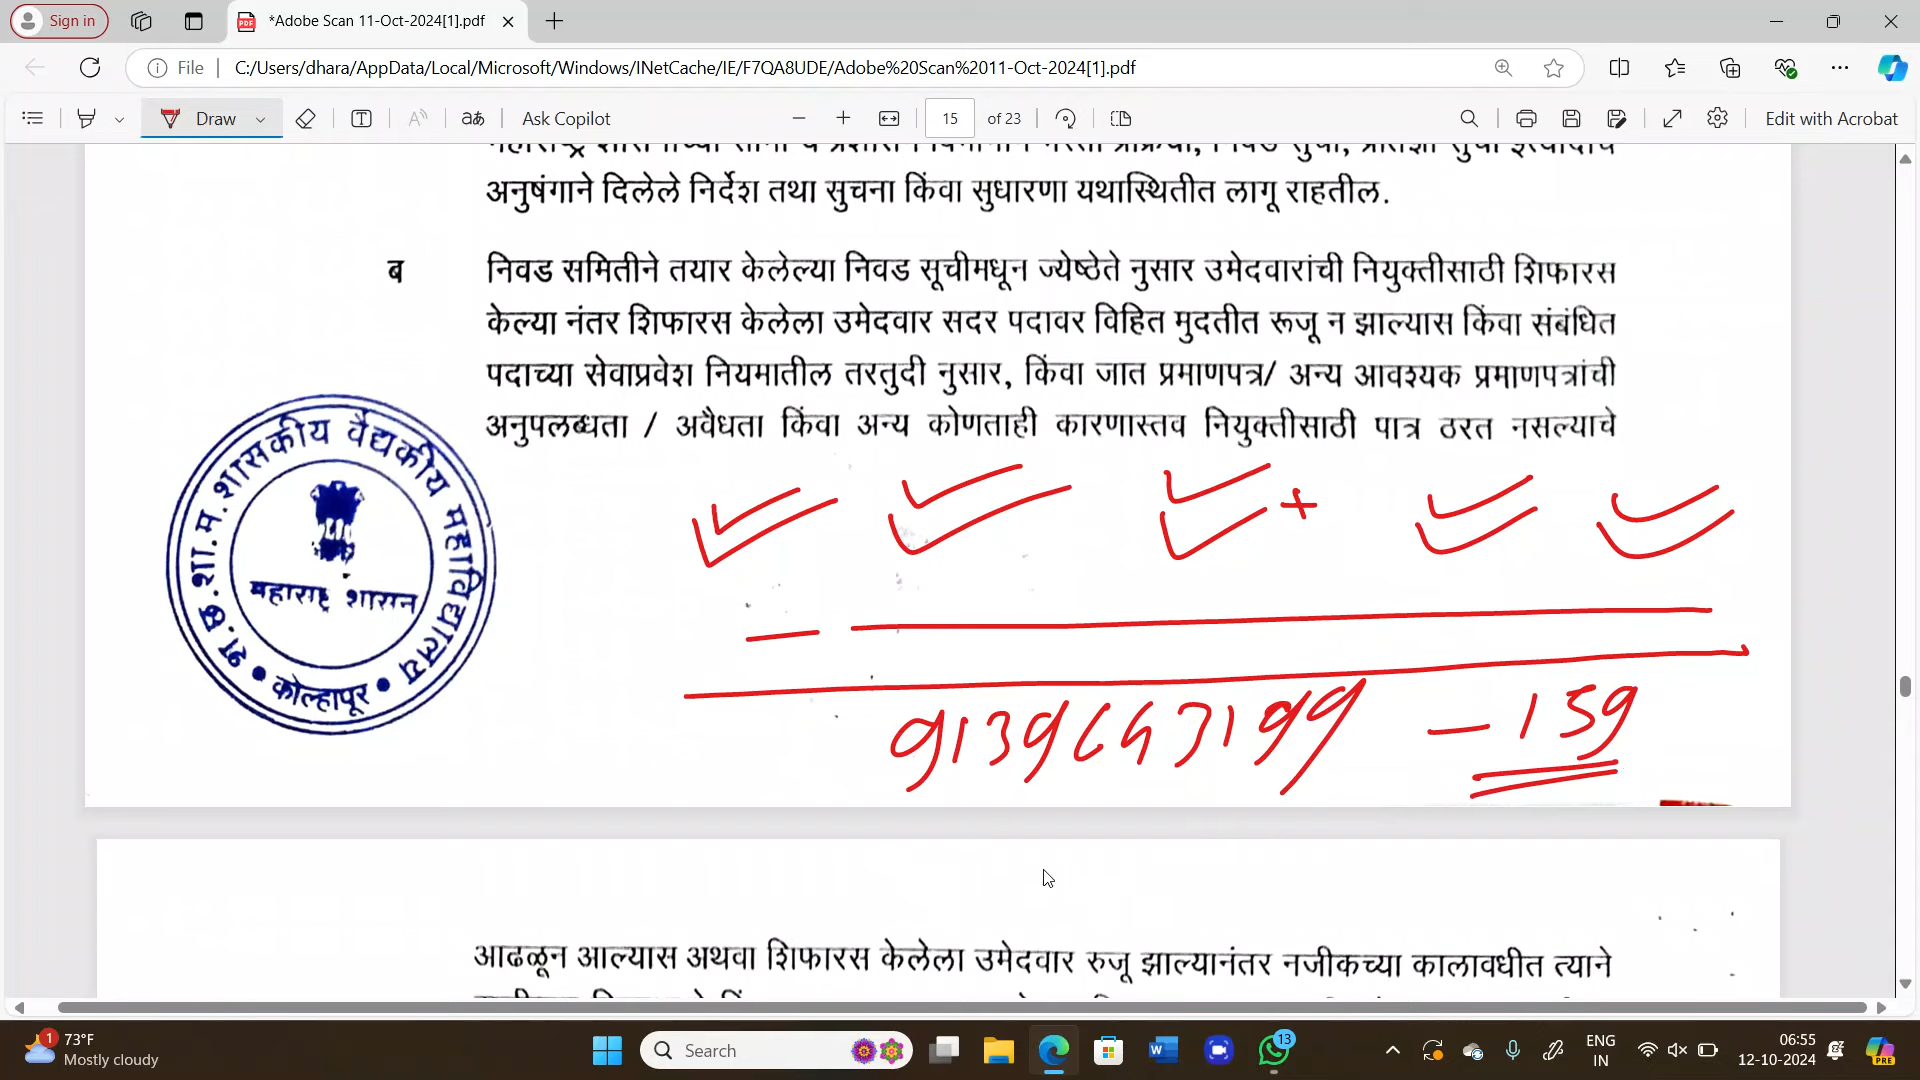 Sign in
*Adobe Scan 11-Oct-2024[1].pdf
File
C:/Users/dhara/AppData/Local/Microsoft/Windows/INetCache/IE/F7QA8UDE/Adobe%20Scan%2011-Oct-2024[1].pdf
Draw
T
aあ
Ask Copilot
15 of 23
Edit with Acrobat
अनुषंगाने दिलेले निर्देश तथा सुचना किंवा सुधारणा यथास्थितीत लागू राहतील.
ब निवड समितीने तयार केलेल्या निवड सूचीमधून ज्येष्ठेते नुसार उमेदवारांची नियुक्तीसाठी शिफारस
केल्या नंतर शिफारस केलेला उमेदवार सदर पदावर विहित मुदतीत रूजू न झाल्यास किंवा संबंधित
पदाच्या सेवाप्रवेश नियमातील तरतुदी नुसार, किंवा जात प्रमाणपत्र/ अन्य आवश्यक प्रमाणपत्रांची
अनुपलब्धता / अवैधता किंवा अन्य कोणताही कारणास्तव नियुक्तीसाठी पात्र ठरत नसल्याचे
रा.छ.शा.म.शासकीय वैद्यकीय महाविद्यालय
महाराष्ट्र शासन
कोल्हापूर
+
- 159
आढळून आल्यास अथवा शिफारस केलेला उमेदवार रुजू झाल्यानंतर नजीकच्या कालावधीत त्याने
1
73°F
Mostly cloudy
Search
13
ENG
IN
06:55
12-10-2024
PRE